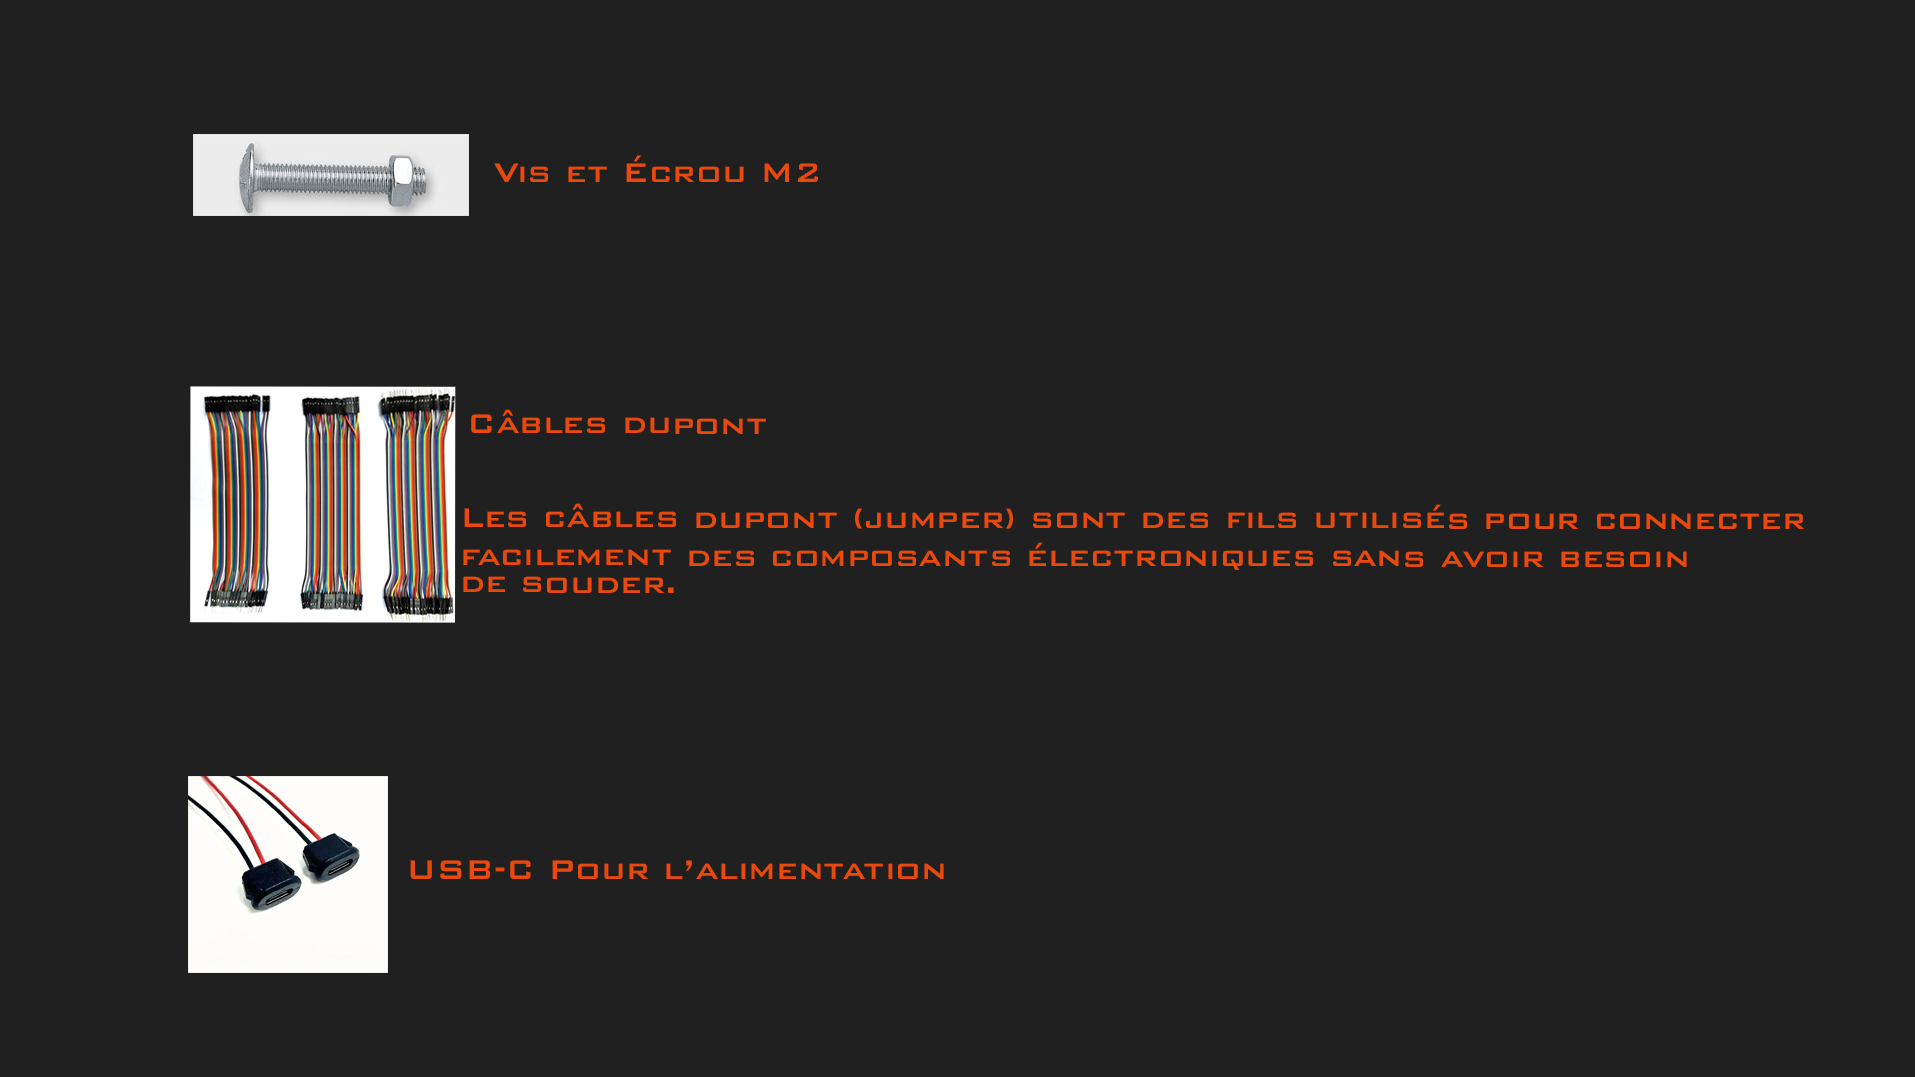 Vis et Écrou M2
Câbles dupont
Les câbles dupont (jumper) sont des fils utilisés pour connecter
facilement des composants électroniques sans avoir besoin
de souder.
USB-C Pour l'alimentation